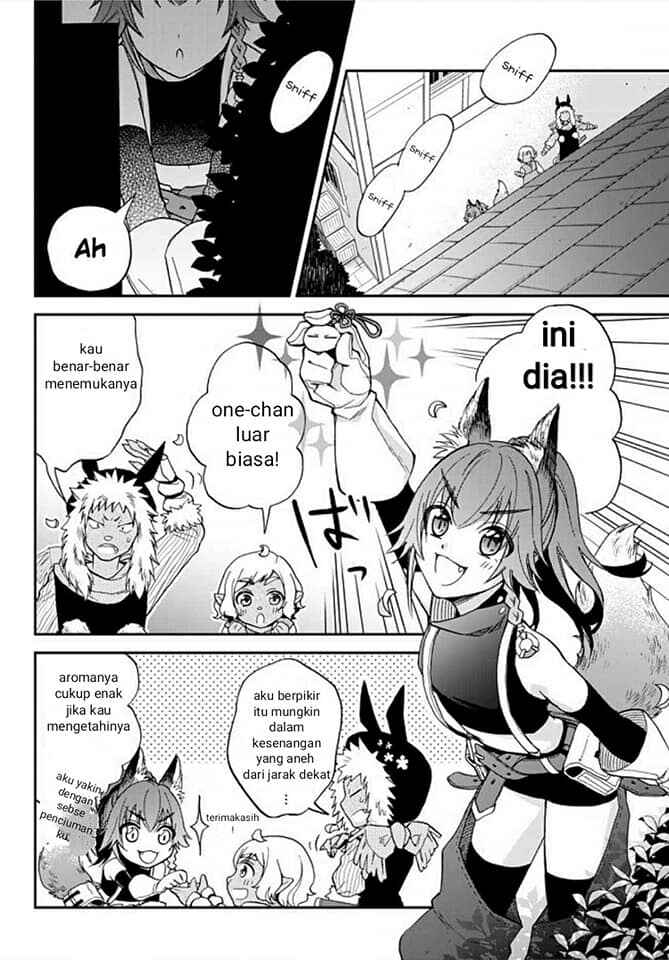 Sniff
Sniff
Sniff
Sniff
Ah
ini
dia!!!
one-chan
luar
biasa!
kau
benar-benar
menemukanya
ばっ
aku berpikir
itu mungkin
dalam
kesenangan
yang aneh
dari jarak dekat
...
aromanya
cukup enak
jika kau
mengetahinya
terimakasih
aku yakin
dengan
sebse
penciuman
ku.